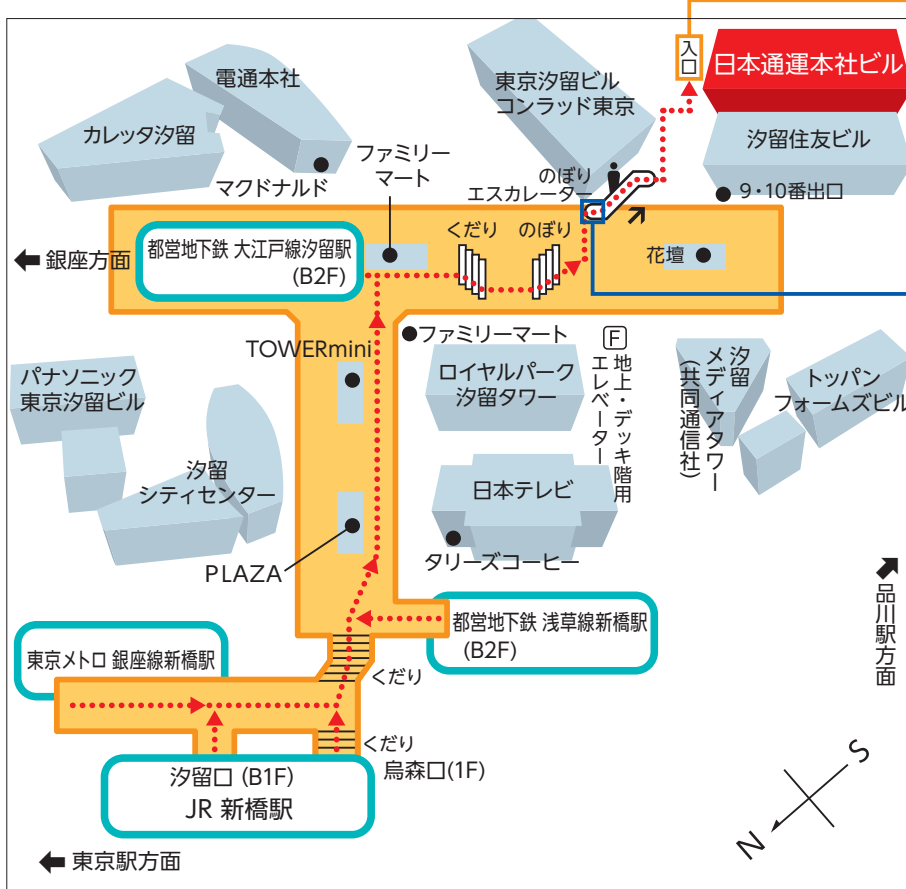 入口
日本通運本社ビル
電通本社
東京汐留ビル
コンラッド東京
カレッタ汐留
汐留住友ビル
ファミリー
マート
マクドナルド
のぼり
エスカレーター
9・10番出口
くだり
のぼり
花壇
銀座方面
都営地下鉄 大江戸線汐留駅
(B2F)
TOWERmini
ファミリーマート
F
地上・デッキ階用
エレベーター
パナソニック
東京汐留ビル
ロイヤルパーク
汐留タワー
汐留
メディアタワー
(共同通信社)
トッパン
フォームズビル
汐留
シティセンター
日本テレビ
PLAZA
タリーズコーヒー
品川駅方面
都営地下鉄 浅草線新橋駅
(B2F)
東京メトロ 銀座線新橋駅
くだり
くだり
烏森口(1F)
汐留口 (B1F)
JR 新橋駅
S
N
東京駅方面